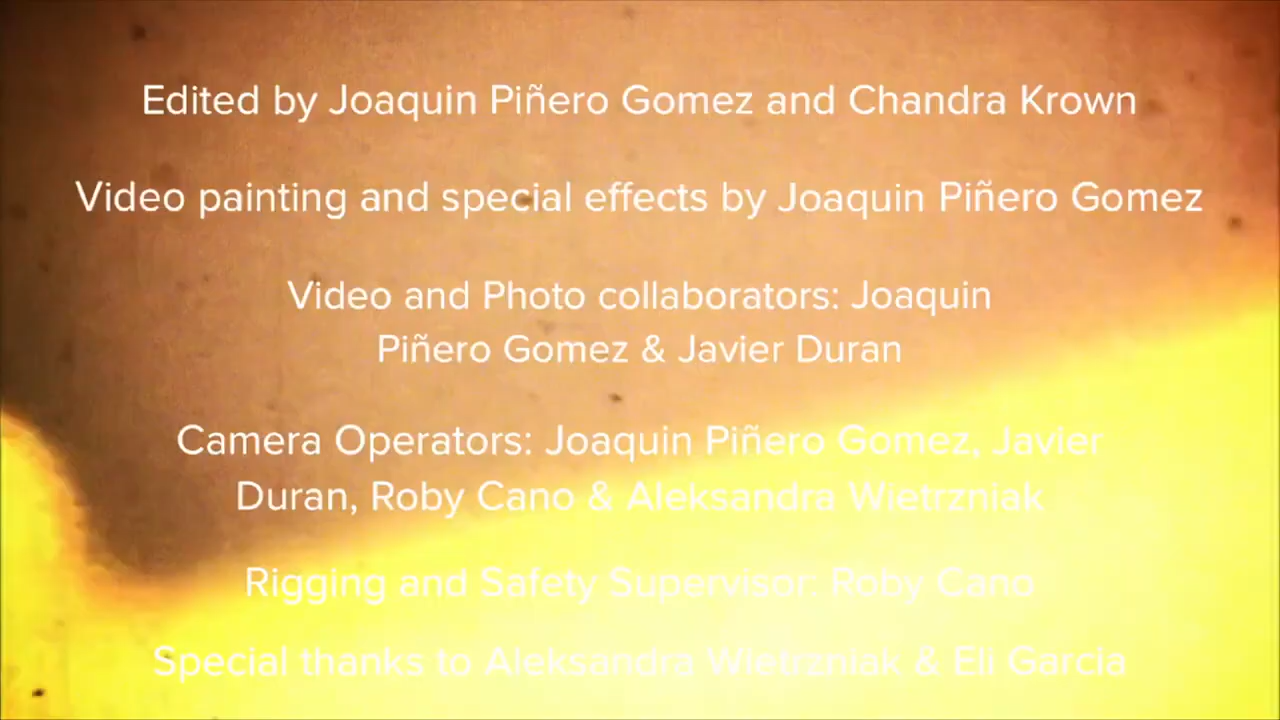 Edited by Joaquin Piñero Gomez and Chandra Krown
Video painting and special effects by Joaquin Piñero Gomez
Video and Photo collaborators: Joaquin
Piñero Gomez & Javier Duran
Camera Operators: Joaquin Piñero Gomez, Javier
Duran, Roby Cano & Aleksandra Wietrzniak
Rigging and Safety Supervisor: Roby Cano
Special thanks to Aleksandra Wietrzniak & Eli Garcia